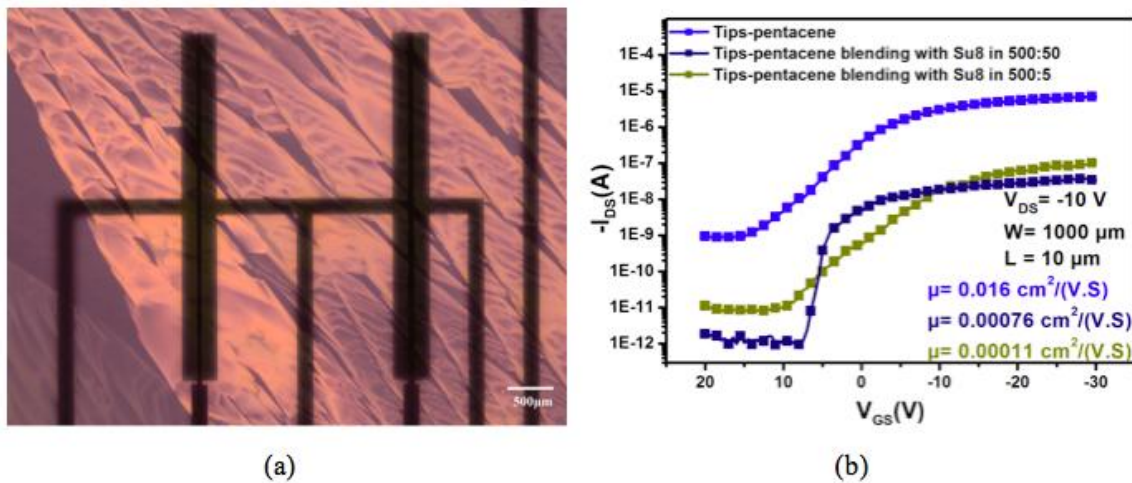 500μm
(a)
Tips-pentacene
Tips-pentacene blending with Su8 in 500:50
Tips-pentacene blending with Su8 in 500:5
1E-4
1E-5
1E-6
1E-7
1E-8
1E-9
1E-10
1E-11
1E-12
-I_DS(A)
V_DS= -10 V
W= 1000 μm
L = 10 μm
μ= 0.016 cm²/(V.S)
μ= 0.00076 cm²/(V.S)
μ= 0.00011 cm²/(V.S)
20 10 0 -10 -20 -30
V_GS(V)
(b)